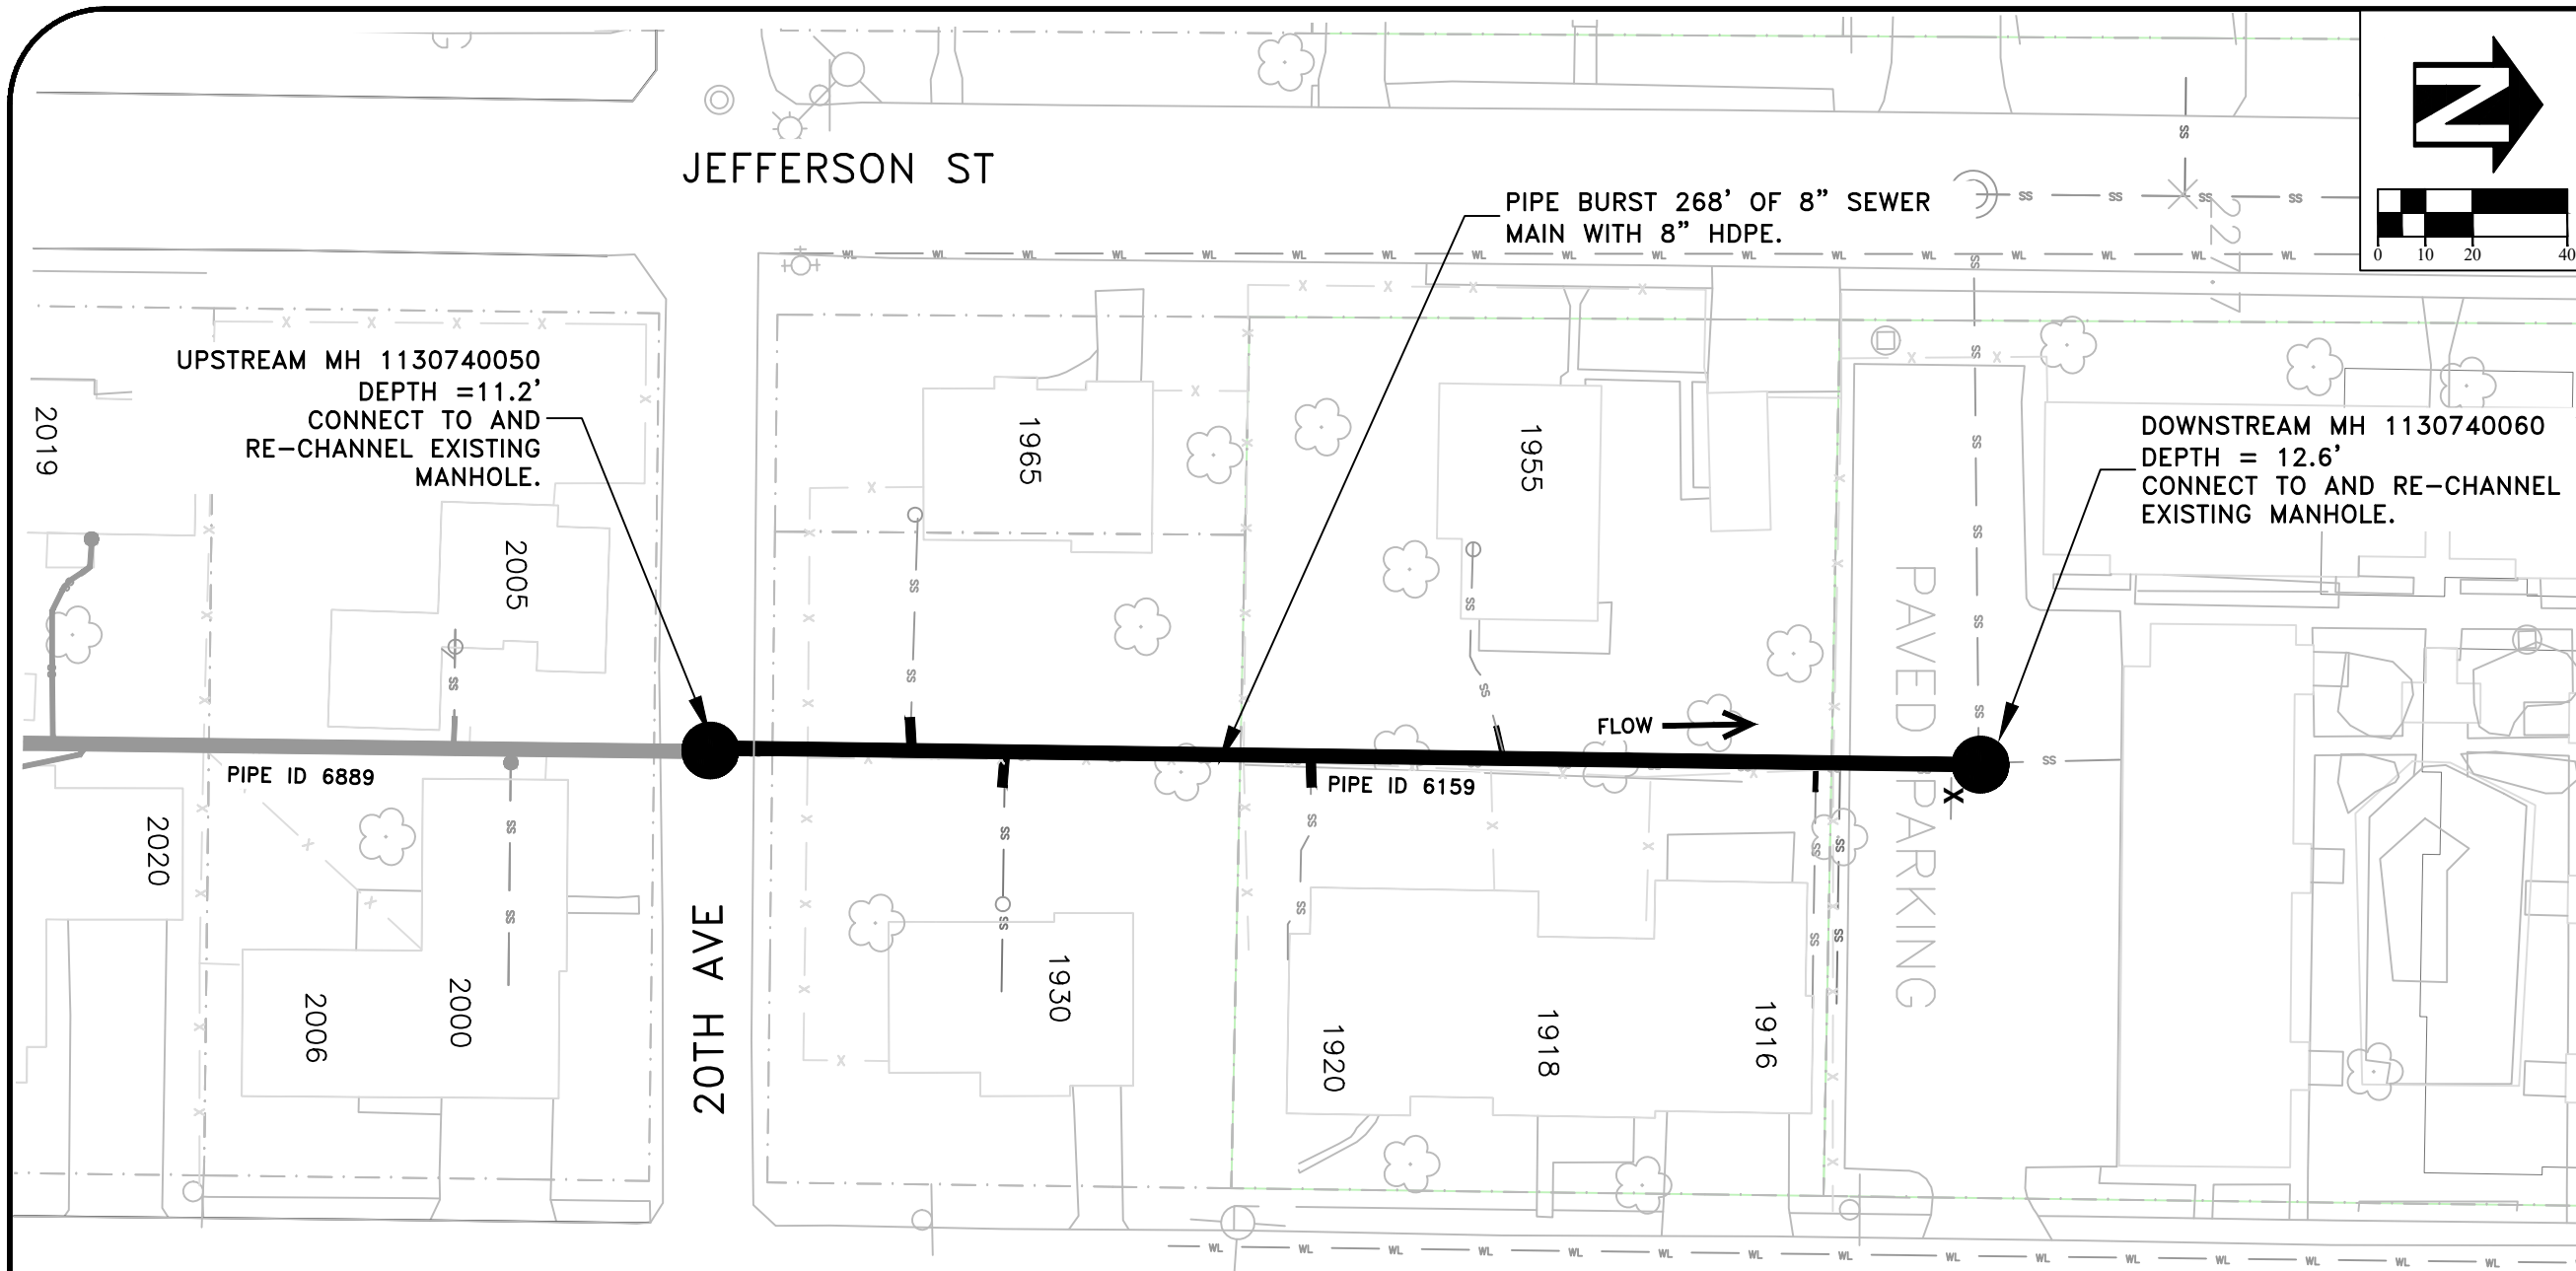 JEFFERSON ST
PIPE BURST 268' OF 8" SEWER
MAIN WITH 8" HDPE.
N
0 10 20 40
UPSTREAM MH 1130740050
DEPTH =11.2'
CONNECT TO AND
RE-CHANNEL EXISTING
MANHOLE.
DOWNSTREAM MH 1130740060
DEPTH = 12.6'
CONNECT TO AND RE-CHANNEL
EXISTING MANHOLE.
2019
2005
1965
1955
FLOW
PIPE ID 6889
PIPE ID 6159
PAVED PARKING
20TH AVE
2020
2006
2000
1930
1920
1918
1916
SS
WL